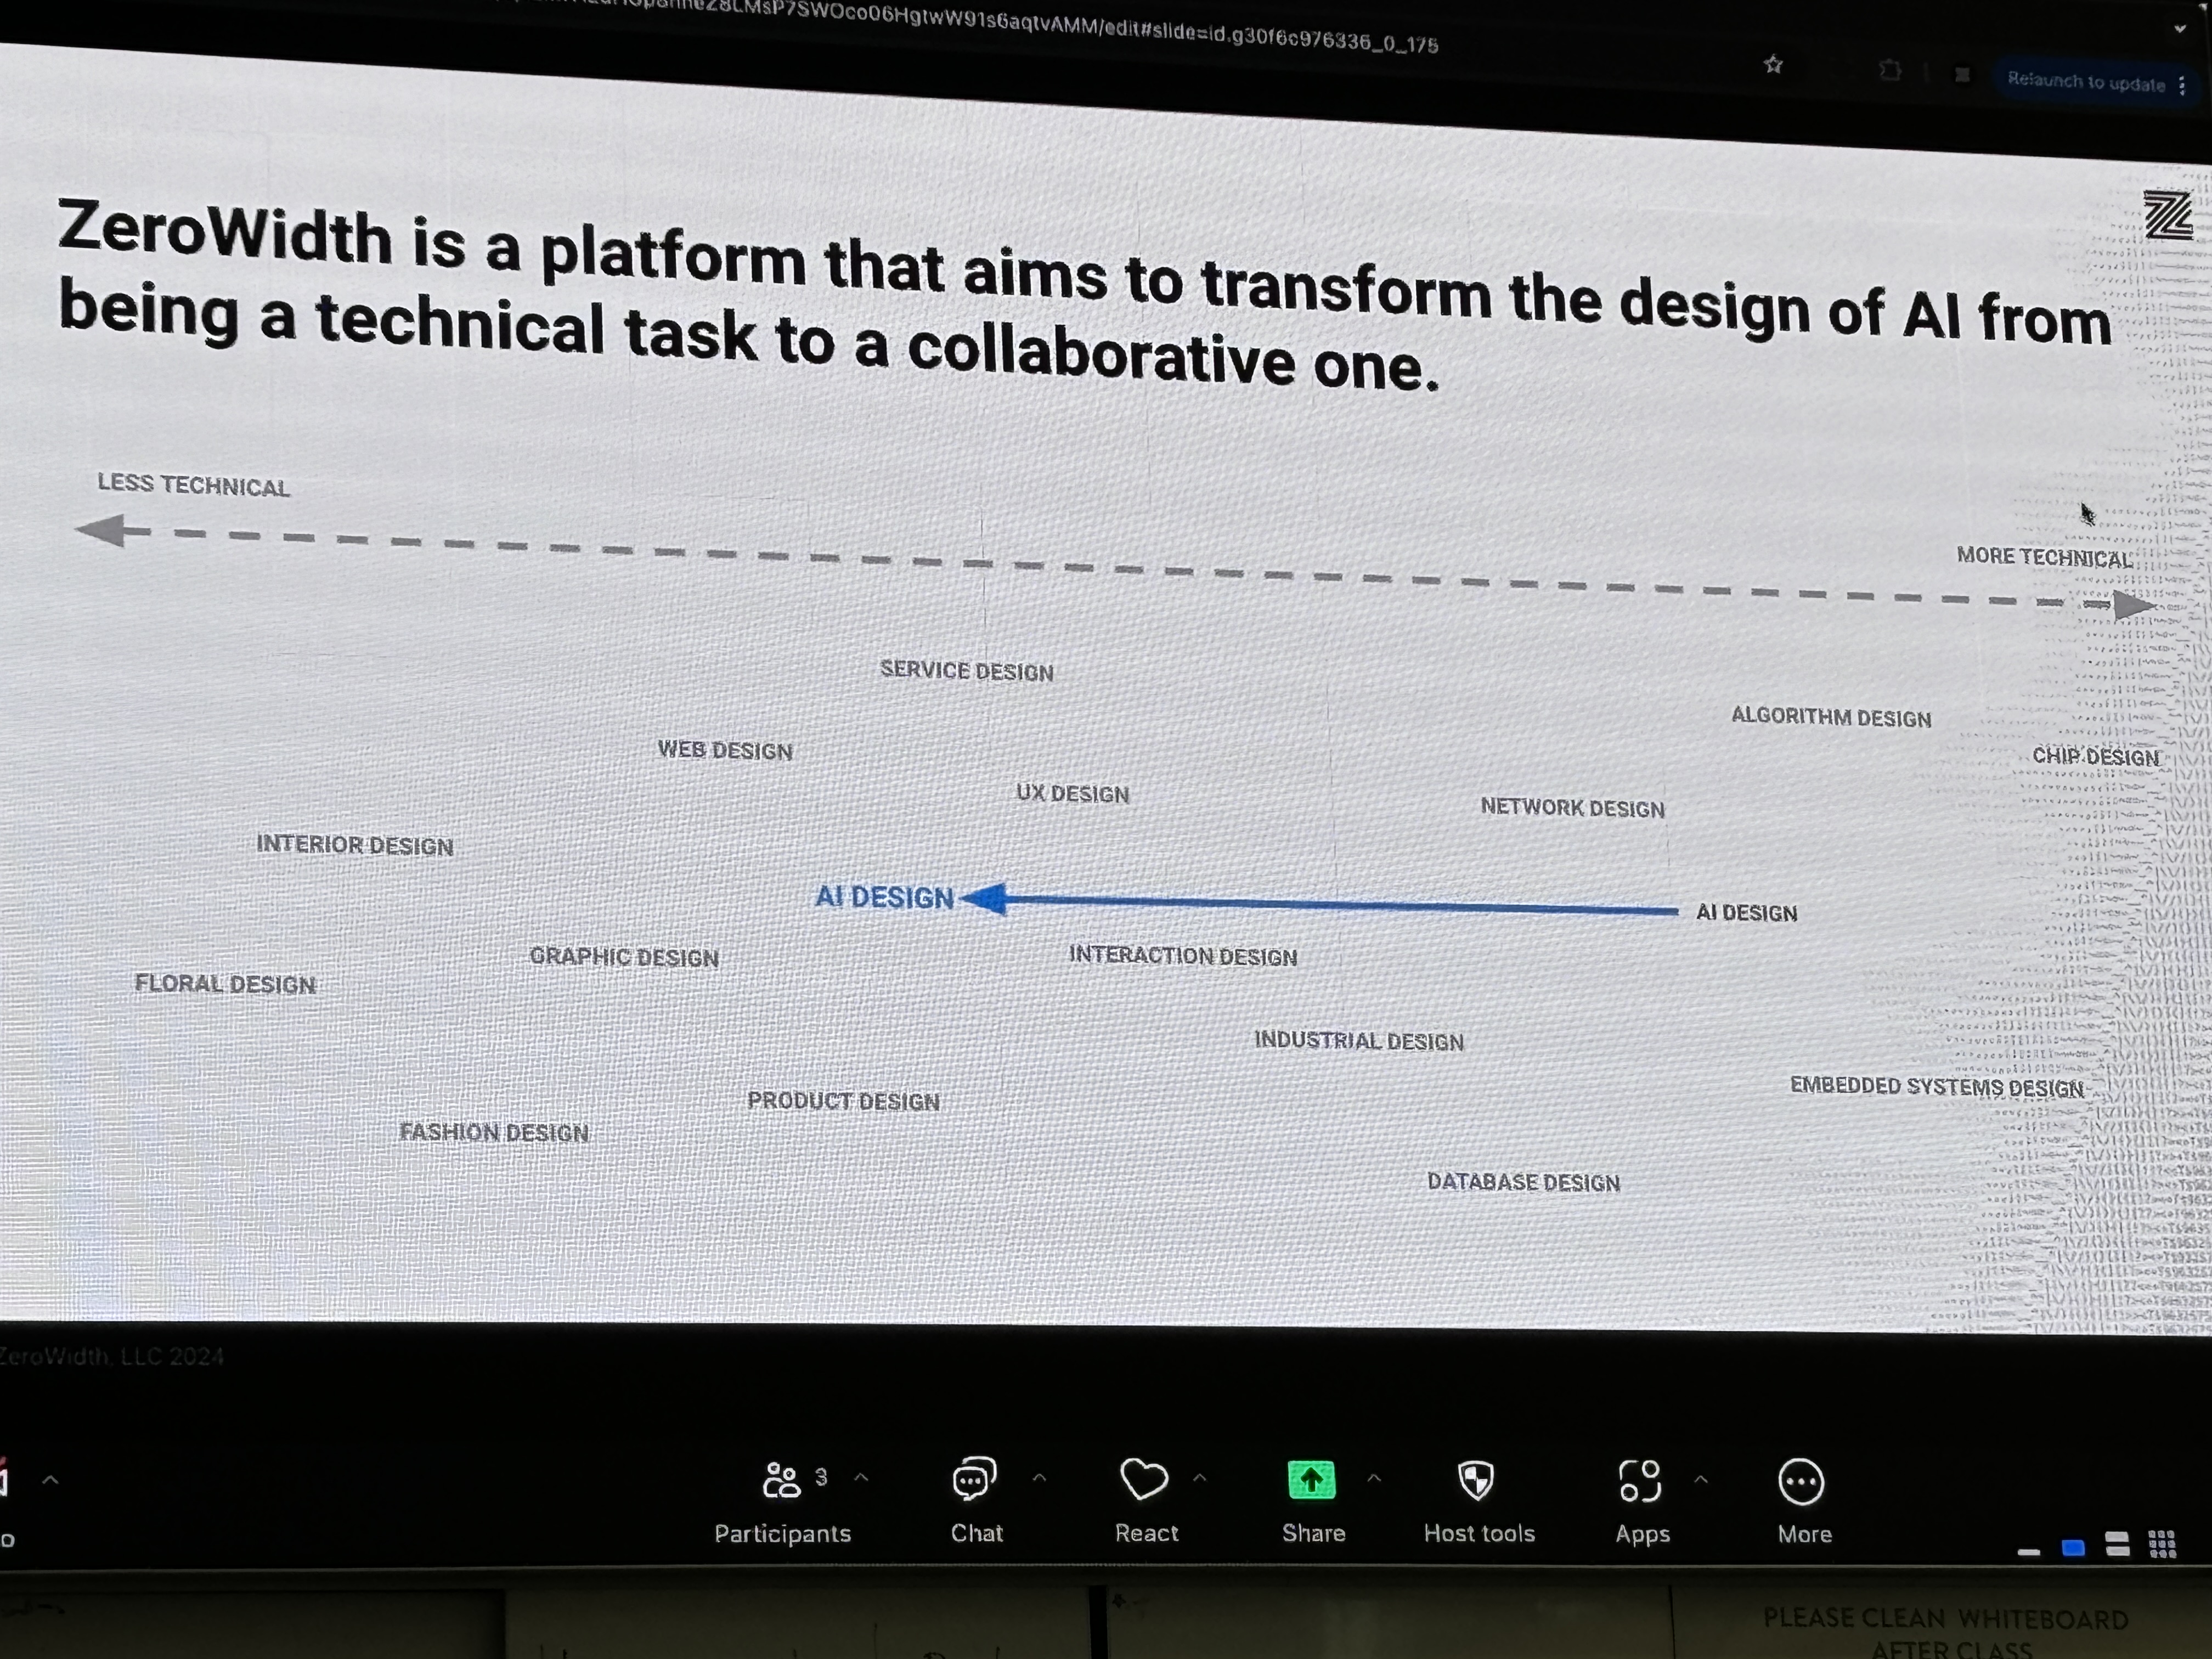 /edit#slide=id.g30f6c976336_0_175
Relaunch to update
ZeroWidth is a platform that aims to transform the design of AI from
being a technical task to a collaborative one.
LESS TECHNICAL
MORE TECHNICAL
SERVICE DESIGN
ALGORITHM DESIGN
WEB DESIGN
CHIP DESIGN
UX DESIGN
NETWORK DESIGN
INTERIOR DESIGN
AI DESIGN
AI DESIGN
GRAPHIC DESIGN
INTERACTION DESIGN
FLORAL DESIGN
INDUSTRIAL DESIGN
EMBEDDED SYSTEMS DESIGN
PRODUCT DESIGN
FASHION DESIGN
DATABASE DESIGN
ZeroWidth, LLC 2024
3
Participants
Chat
React
Share
Host tools
Apps
More
PLEASE CLEAN WHITEBOARD
AFTER CLASS